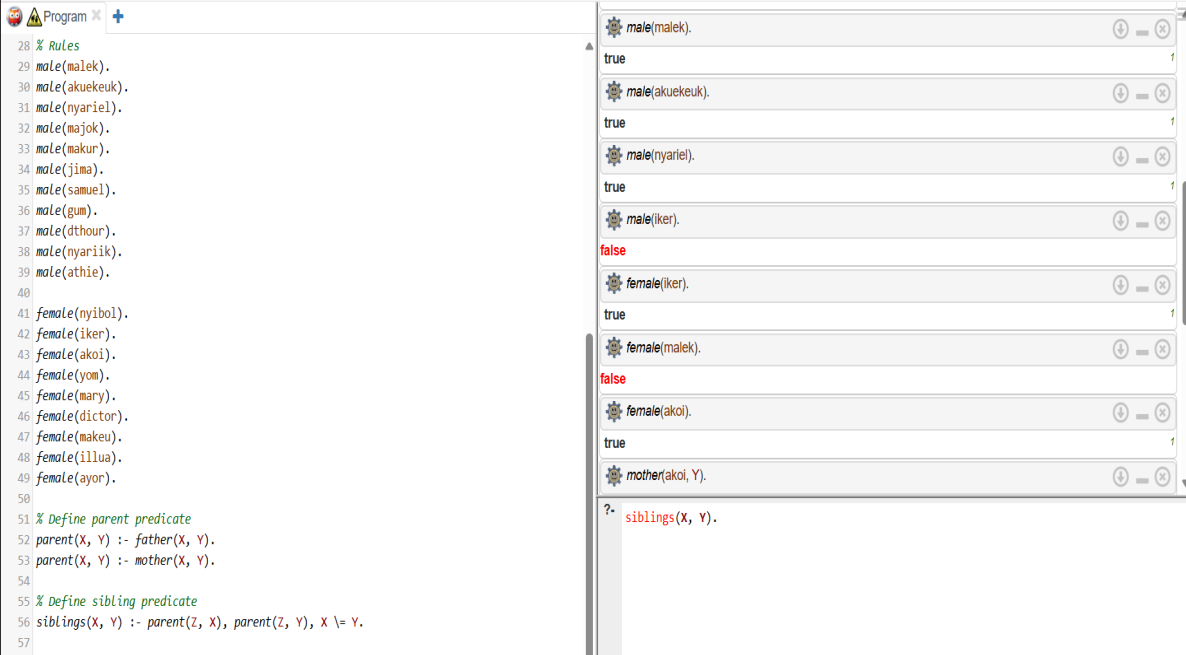 Program
28 % Rules
29 male(malek).
30 male(akuekeuk).
31 male(nyariel).
32 male(majok).
33 male(makur).
34 male(jima).
35 male(samuel).
36 male(gum).
37 male(dthour).
38 male(nyariik).
39 male(athie).
40
41 female(nyibol).
42 female(iker).
43 female(akoi).
44 female(yom).
45 female(mary).
46 female(dictor).
47 female(makeu).
48 female(illua).
49 female(ayor).
50
51 % Define parent predicate
52 parent(X, Y) :- father(X, Y).
53 parent(X, Y) :- mother(X, Y).
54
55 % Define sibling predicate
56 siblings(X, Y) :- parent(Z, X), parent(Z, Y), X \= Y.
57
male(malek).
true 1
male(akuekeuk).
true 1
male(nyariel).
true 1
male(iker).
false
female(iker).
true 1
female(malek).
false
female(akoi).
true 1
mother(akoi, Y).
?- siblings(X, Y).